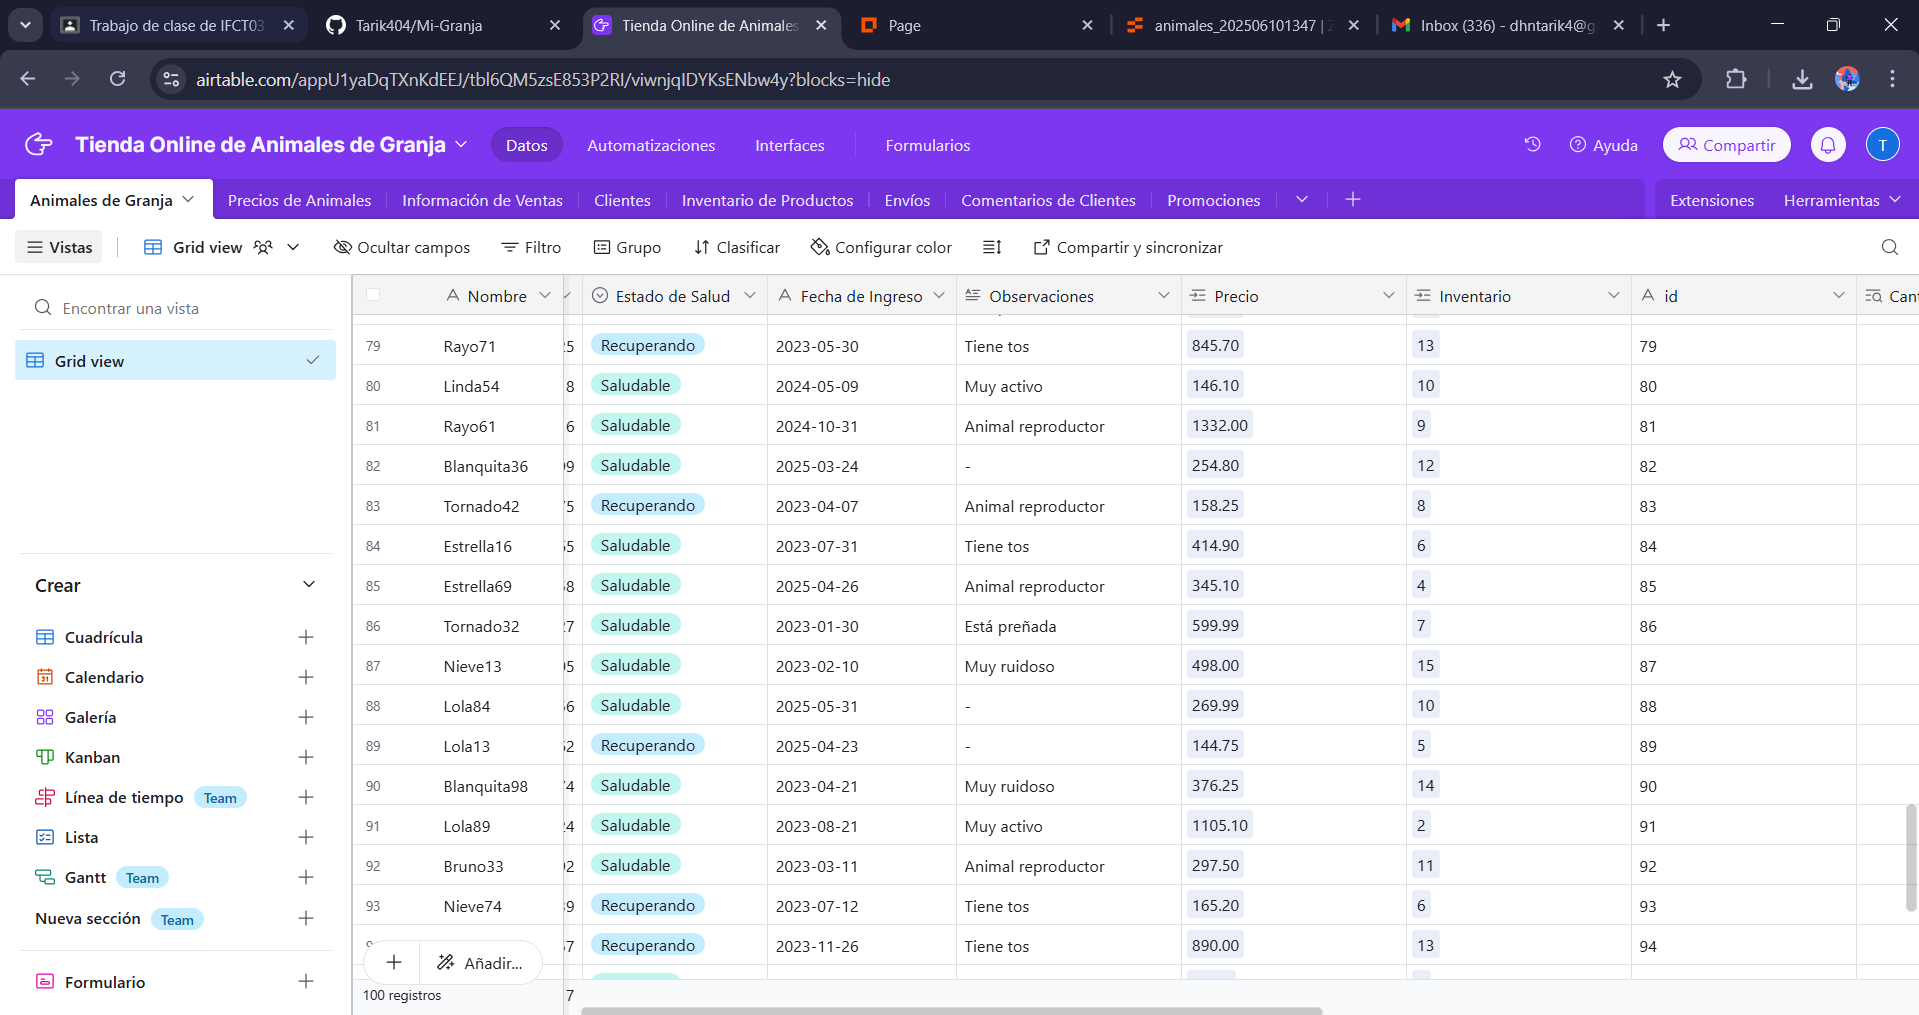 Trabajo de clase de IFCT03
Tarik404/Mi-Granja
Tienda Online de Animales
Page
animales_202506101347 |
Inbox (336) - dhntarik4@g
airtable.com/appU1yaDqTXnKdEEJ/tbl6QM5zsE853P2RI/viwnjqIDYKsENbw4y?blocks=hide
Tienda Online de Animales de Granja
Datos
Automatizaciones
Interfaces
Formularios
Ayuda
Compartir
T
Animales de Granja
Precios de Animales
Información de Ventas
Clientes
Inventario de Productos
Envíos
Comentarios de Clientes
Promociones
Extensiones
Herramientas
Vistas
Grid view
Ocultar campos
Filtro
Grupo
Clasificar
Configurar color
Compartir y sincronizar
Encontrar una vista
Grid view
Crear
Cuadrícula
Calendario
Galería
Kanban
Línea de tiempo Team
Lista
Gantt Team
Nueva sección Team
Formulario
Nombre Estado de Salud Fecha de Ingreso Observaciones Precio Inventario id Cant
79 Rayo71 25 Recuperando 2023-05-30 Tiene tos 845.70 13 79
80 Linda54 8 Saludable 2024-05-09 Muy activo 146.10 10 80
81 Rayo61 6 Saludable 2024-10-31 Animal reproductor 1332.00 9 81
82 Blanquita36 99 Saludable 2025-03-24 - 254.80 12 82
83 Tornado42 75 Recuperando 2023-04-07 Animal reproductor 158.25 8 83
84 Estrella16 55 Saludable 2023-07-31 Tiene tos 414.90 6 84
85 Estrella69 58 Saludable 2025-04-26 Animal reproductor 345.10 4 85
86 Tornado32 27 Saludable 2023-01-30 Está preñada 599.99 7 86
87 Nieve13 95 Saludable 2023-02-10 Muy ruidoso 498.00 15 87
88 Lola84 56 Saludable 2025-05-31 - 269.99 10 88
89 Lola13 52 Recuperando 2025-04-23 - 144.75 5 89
90 Blanquita98 74 Saludable 2023-04-21 Muy ruidoso 376.25 14 90
91 Lola89 24 Saludable 2023-08-21 Muy activo 1105.10 2 91
92 Bruno33 92 Saludable 2023-03-11 Animal reproductor 297.50 11 92
93 Nieve74 39 Recuperando 2023-07-12 Tiene tos 165.20 6 93
57 Recuperando 2023-11-26 Tiene tos 890.00 13 94
Añadir...
100 registros 7